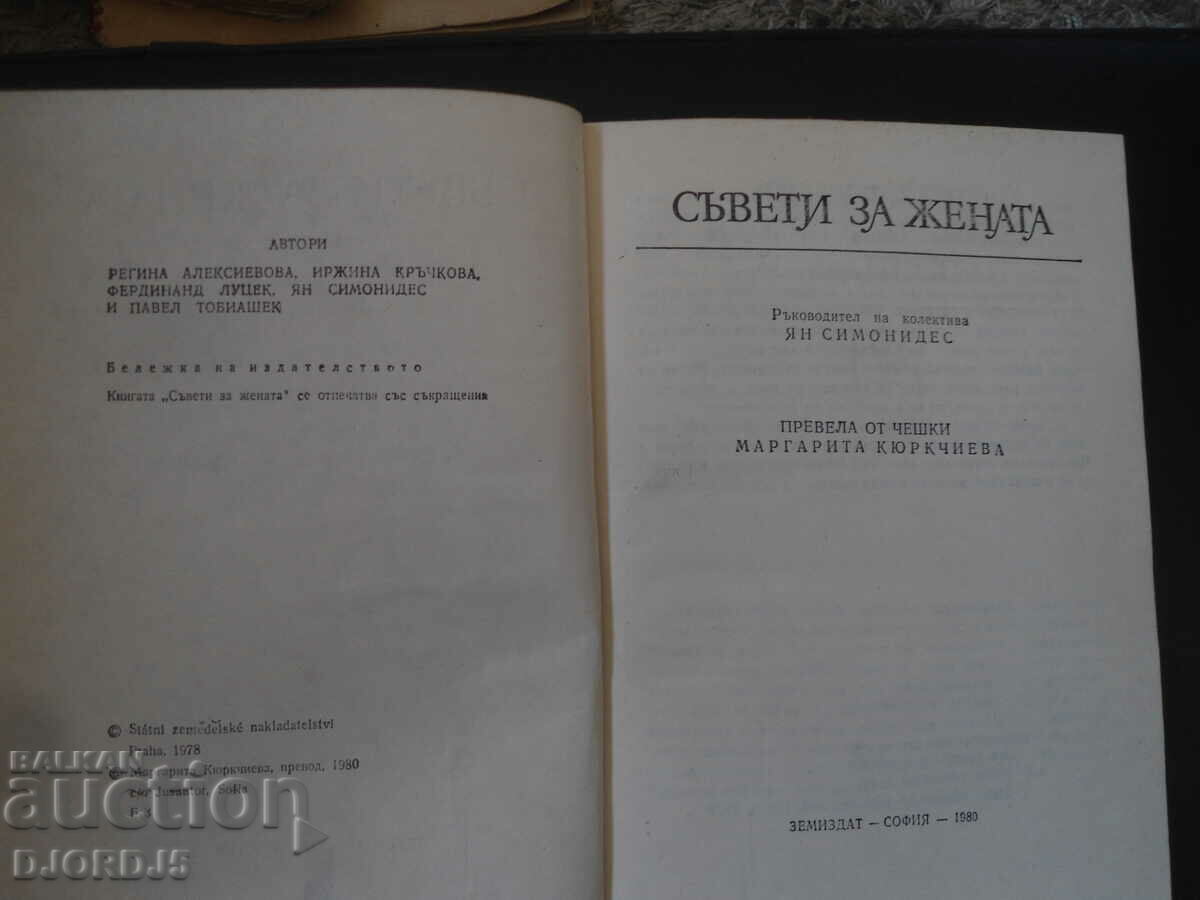 АВТОРИ
РЕГИНА АЛЕКСИЕВОВА, ИРЖИНА КРЪЧКОВА,
ФЕРДИНАНД ЛУЦЕК, ЯН СИМОНИДЕС
И ПАВЕЛ ТОБИАШЕК
Бележка на издателството
Книгата „Съвети за жената" се отпечатва със съкращения
© Státní zemědělské nakladatelství
Praha, 1978
© Маргарита Кюркчиева, превод, 1980
c/o Jusautor, Sofia
СЪВЕТИ ЗА ЖЕНАТА
Ръководител на колектива
ЯН СИМОНИДЕС
ПРЕВЕЛА ОТ ЧЕШКИ
МАРГАРИТА КЮРКЧИЕВА
ЗЕМИЗДАТ — СОФИЯ — 1980
BALKAN
auction
DJORDJ5